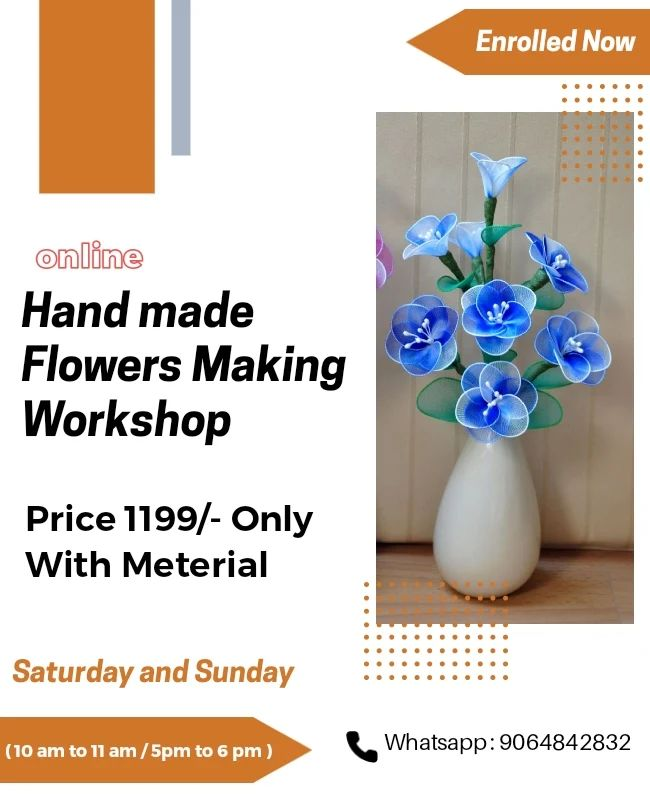 Enrolled Now
online
Hand made
Flowers Making
Workshop
Price 1199/- Only
With Meterial
Saturday and Sunday
(10 am to 11 am / 5pm to 6 pm )
Whatsapp : 9064842832